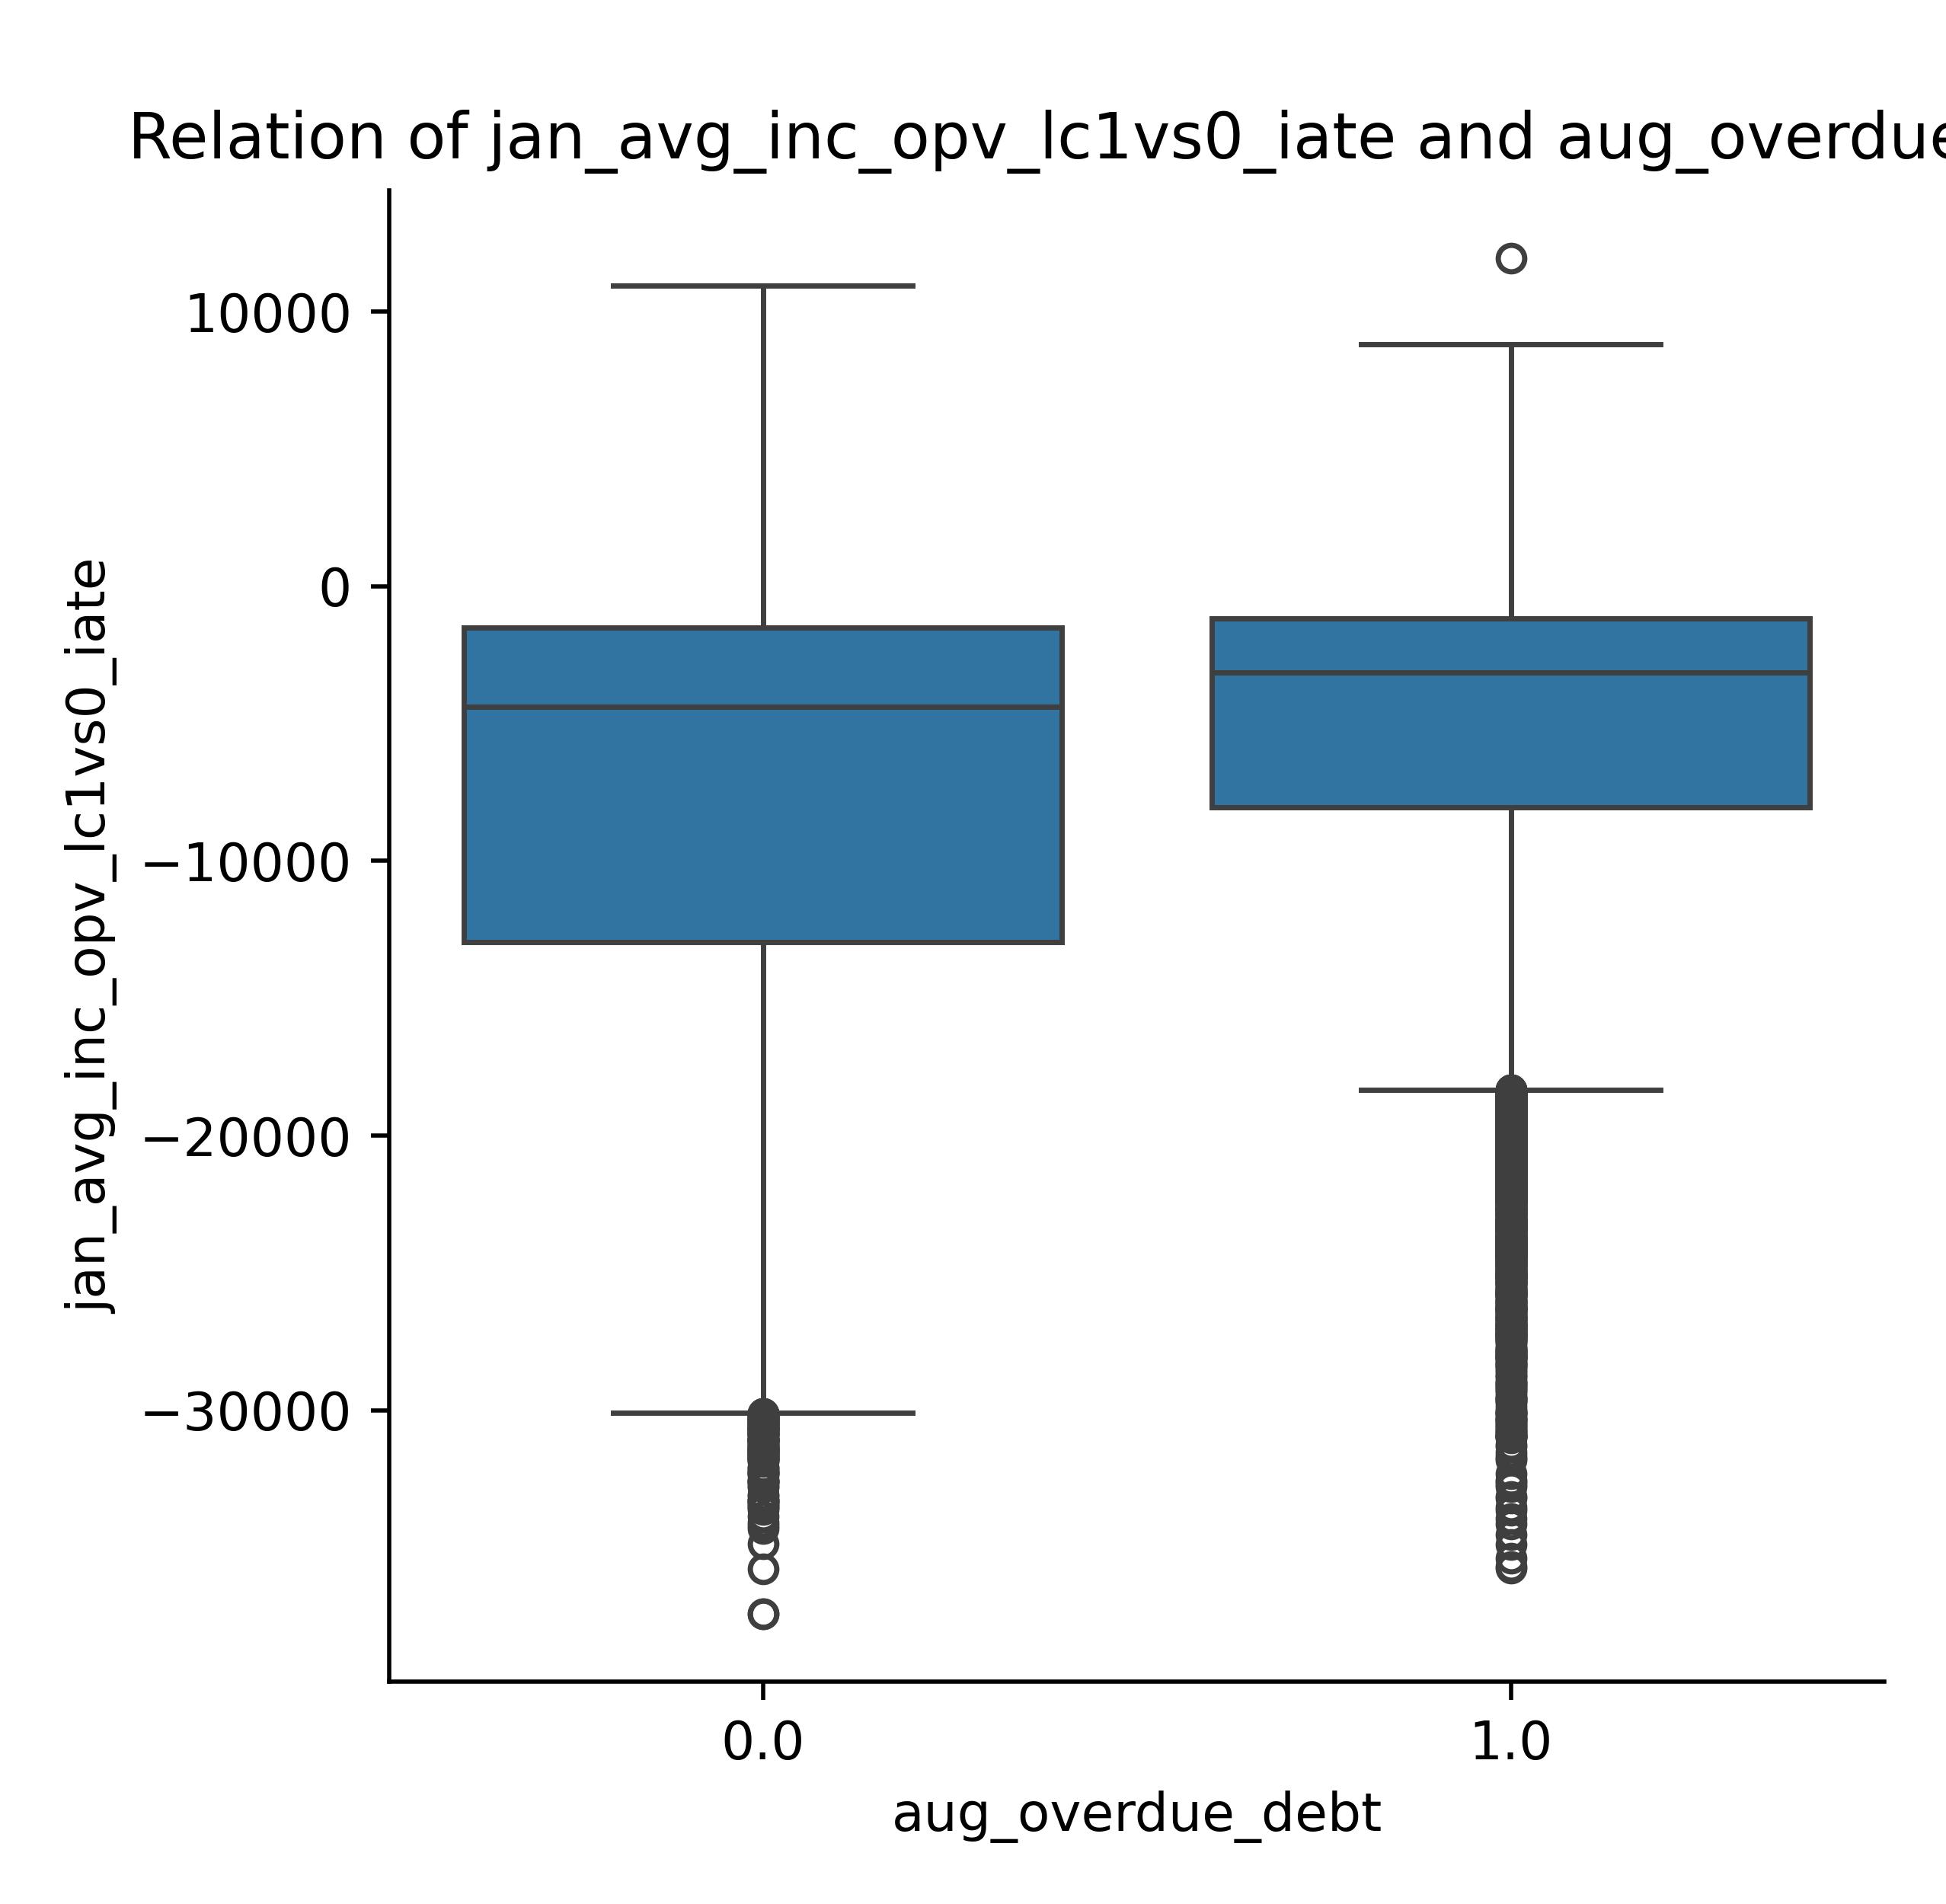 Relation of jan_avg_inc_opv_lc1vs0_iate and aug_overdue
jan_avg_inc_opv_lc1vs0_iate
10000
0
−10000
−20000
−30000
0.0
1.0
aug_overdue_debt